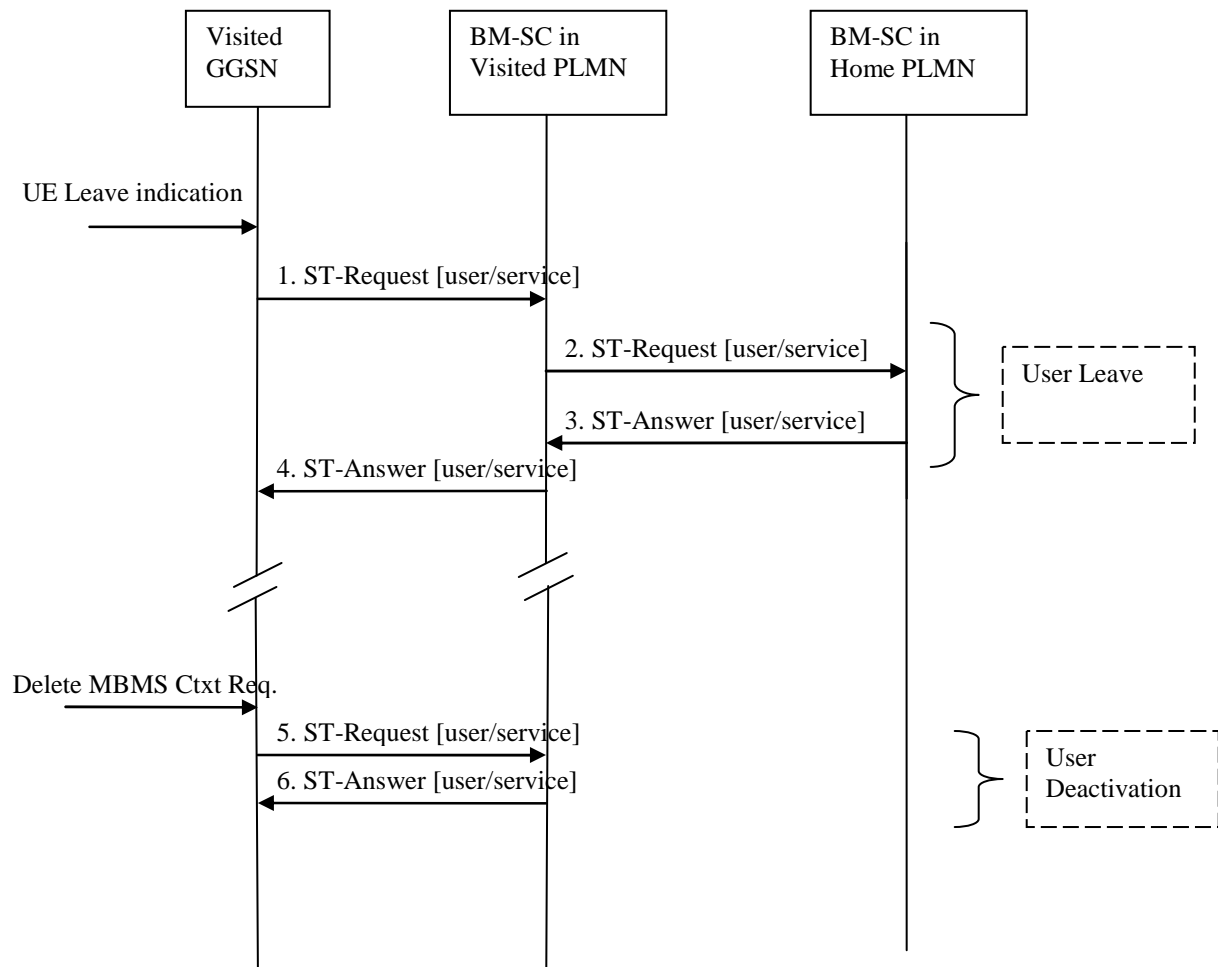 Visited
GGSN
BM-SC in
Visited PLMN
BM-SC in
Home PLMN
UE Leave indication
1. ST-Request [user/service]
2. ST-Request [user/service]
User Leave
3. ST-Answer [user/service]
4. ST-Answer [user/service]
Delete MBMS Ctxt Req.
5. ST-Request [user/service]
6. ST-Answer [user/service]
User
Deactivation